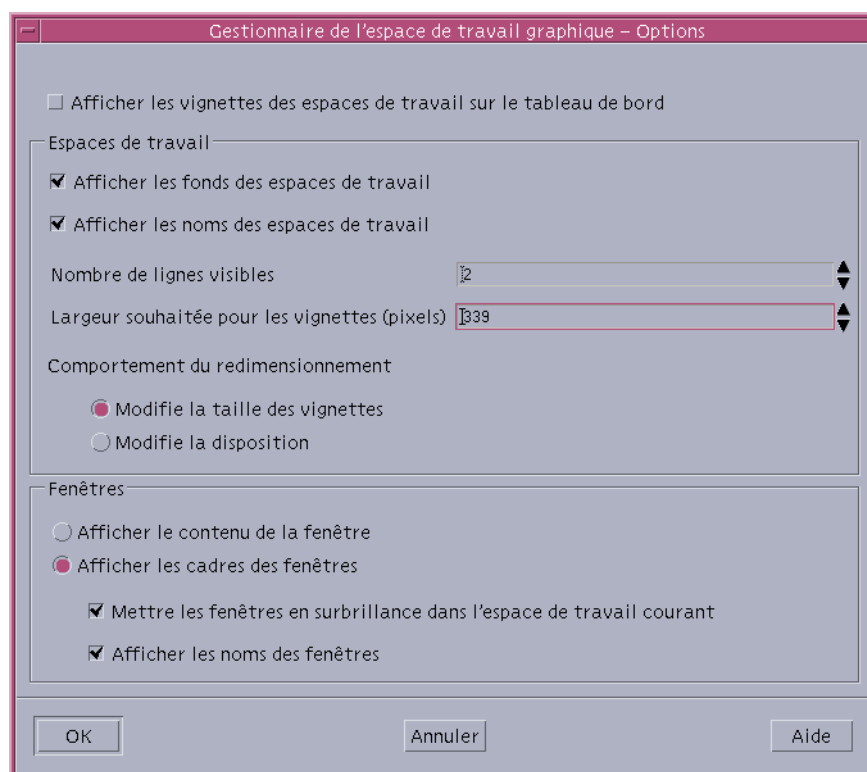 Gestionnaire de l'espace de travail graphique – Options
Afficher les vignettes des espaces de travail sur le tableau de bord
Espaces de travail
Afficher les fonds des espaces de travail
Afficher les noms des espaces de travail
Nombre de lignes visibles 2
Largeur souhaitée pour les vignettes (pixels) 339
Comportement du redimensionnement
Modifie la taille des vignettes
Modifie la disposition
Fenêtres
Afficher le contenu de la fenêtre
Afficher les cadres des fenêtres
Mettre les fenêtres en surbrillance dans l'espace de travail courant
Afficher les noms des fenêtres
OK Annuler Aide